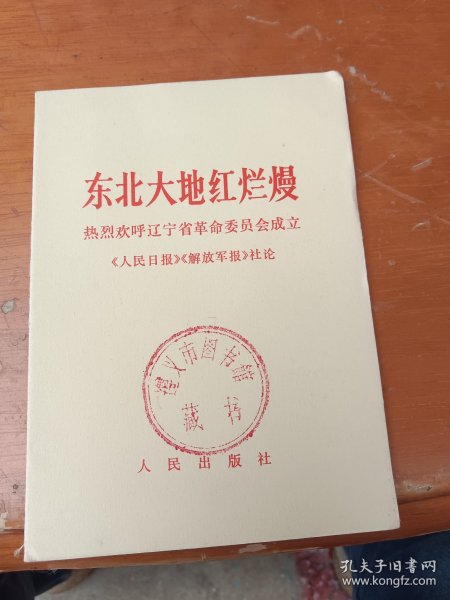 东北大地红烂熳
热烈欢呼辽宁省革命委员会成立
《人民日报》《解放军报》社论
遵义市图书馆
藏书
人民出版社
孔夫子旧书网
www.kongfz.com